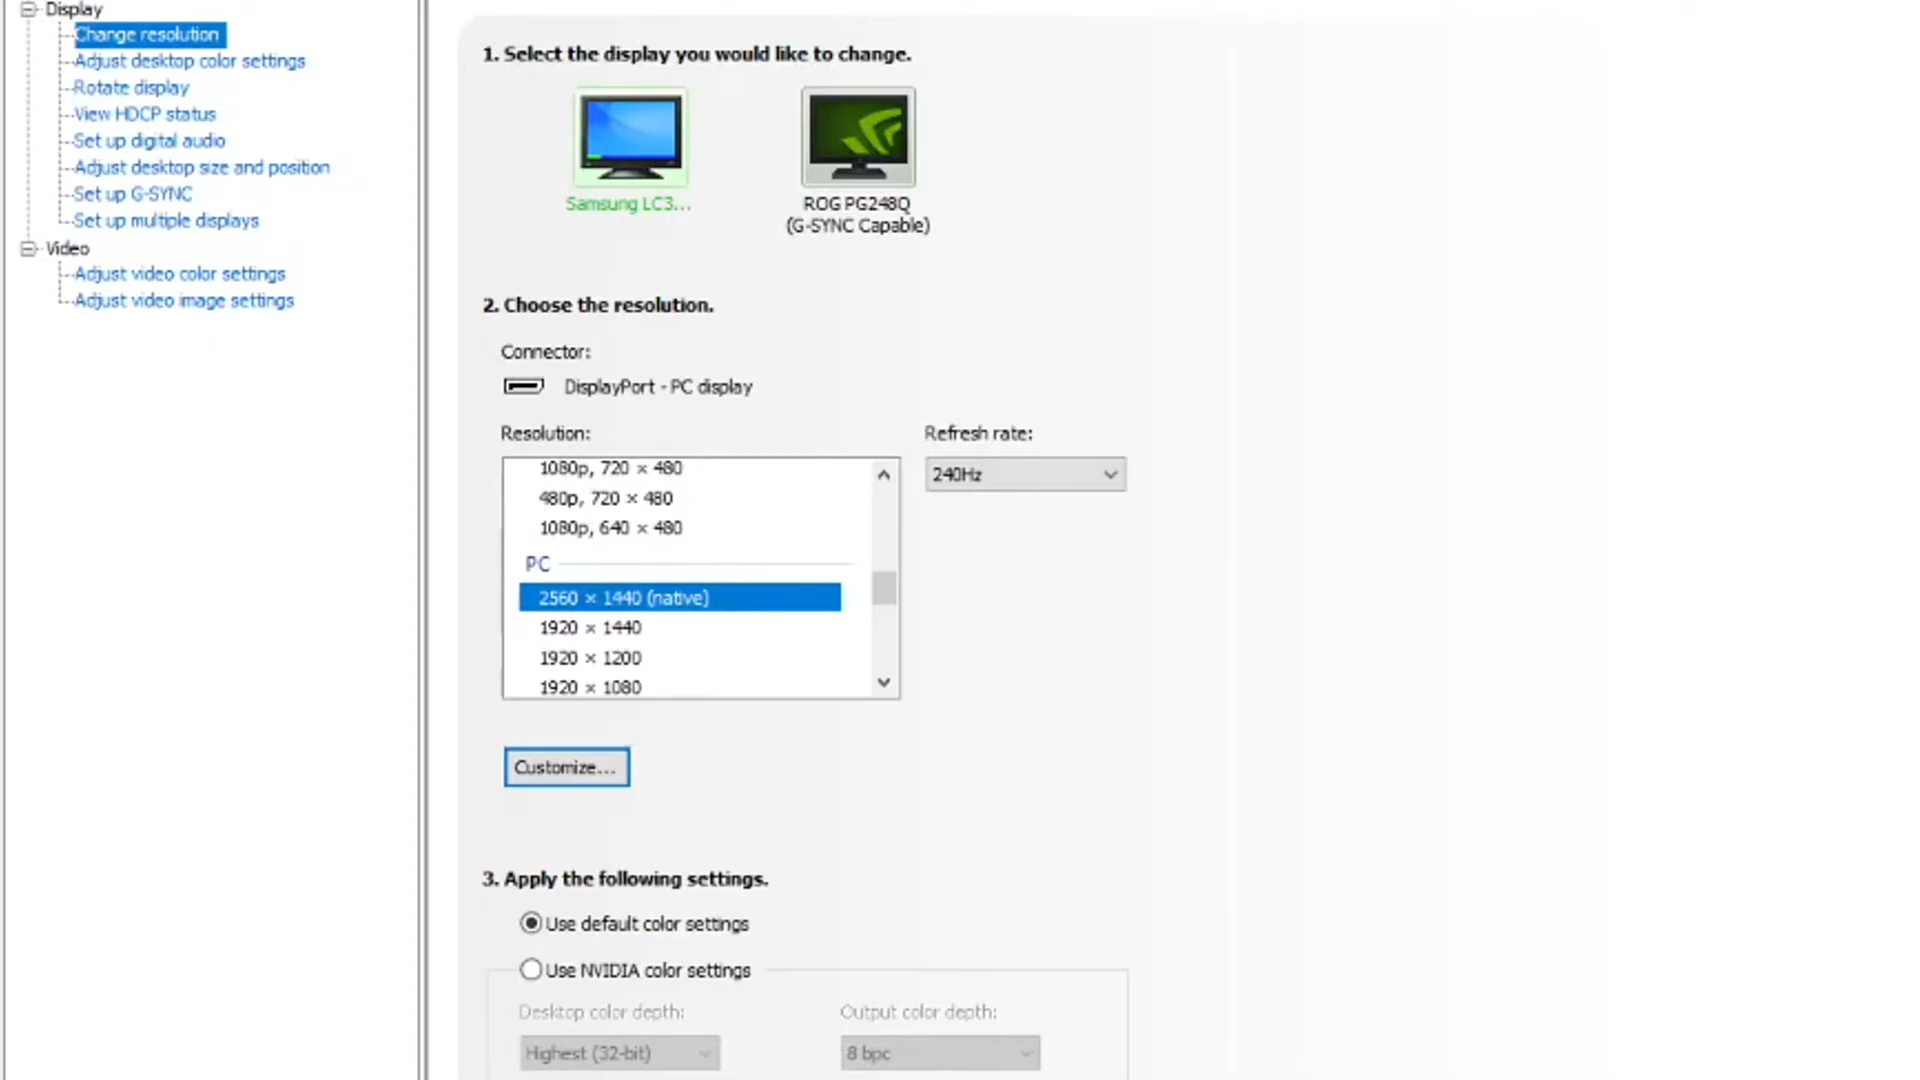 Display
Change resolution
Adjust desktop color settings
Rotate display
View HDCP status
Set up digital audio
Adjust desktop size and position
Set up G-SYNC
Set up multiple displays
Video
Adjust video color settings
Adjust video image settings
1. Select the display you would like to change.
Samsung LC3...
ROG PG248Q
(G-SYNC Capable)
2. Choose the resolution.
Connector:
DisplayPort - PC display
Resolution:
Refresh rate:
1080p, 720 × 480
480p, 720 × 480
1080p, 640 × 480
PC
2560 × 1440 (native)
1920 × 1440
1920 × 1200
1920 × 1080
240Hz
Customize...
3. Apply the following settings.
Use default color settings
Use NVIDIA color settings
Desktop color depth:
Output color depth:
Highest (32-bit)
8 bpc